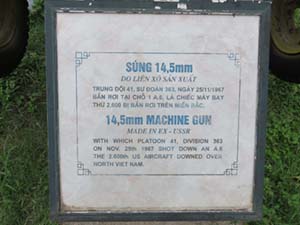 SÚNG 14,5mm
DO LIÊN XÔ SẢN XUẤT
TRUNG ĐỘI 41, SƯ ĐOÀN 363, NGÀY 25/11/1967
BẮN RƠI TẠI CHỖ 1 A.6, LÀ CHIẾC MÁY BAY
THỨ 2.600 BỊ BẮN RƠI TRÊN MIỀN BẮC.
14,5mm MACHINE GUN
MADE IN EX - USSR
WITH WHICH PLATOON 41, DIVISION 363
ON NOV. 25th 1967 SHOT DOWN AN A.6
THE 2.600th US AIRCRAFT DOWNED OVER
NORTH VIET NAM.